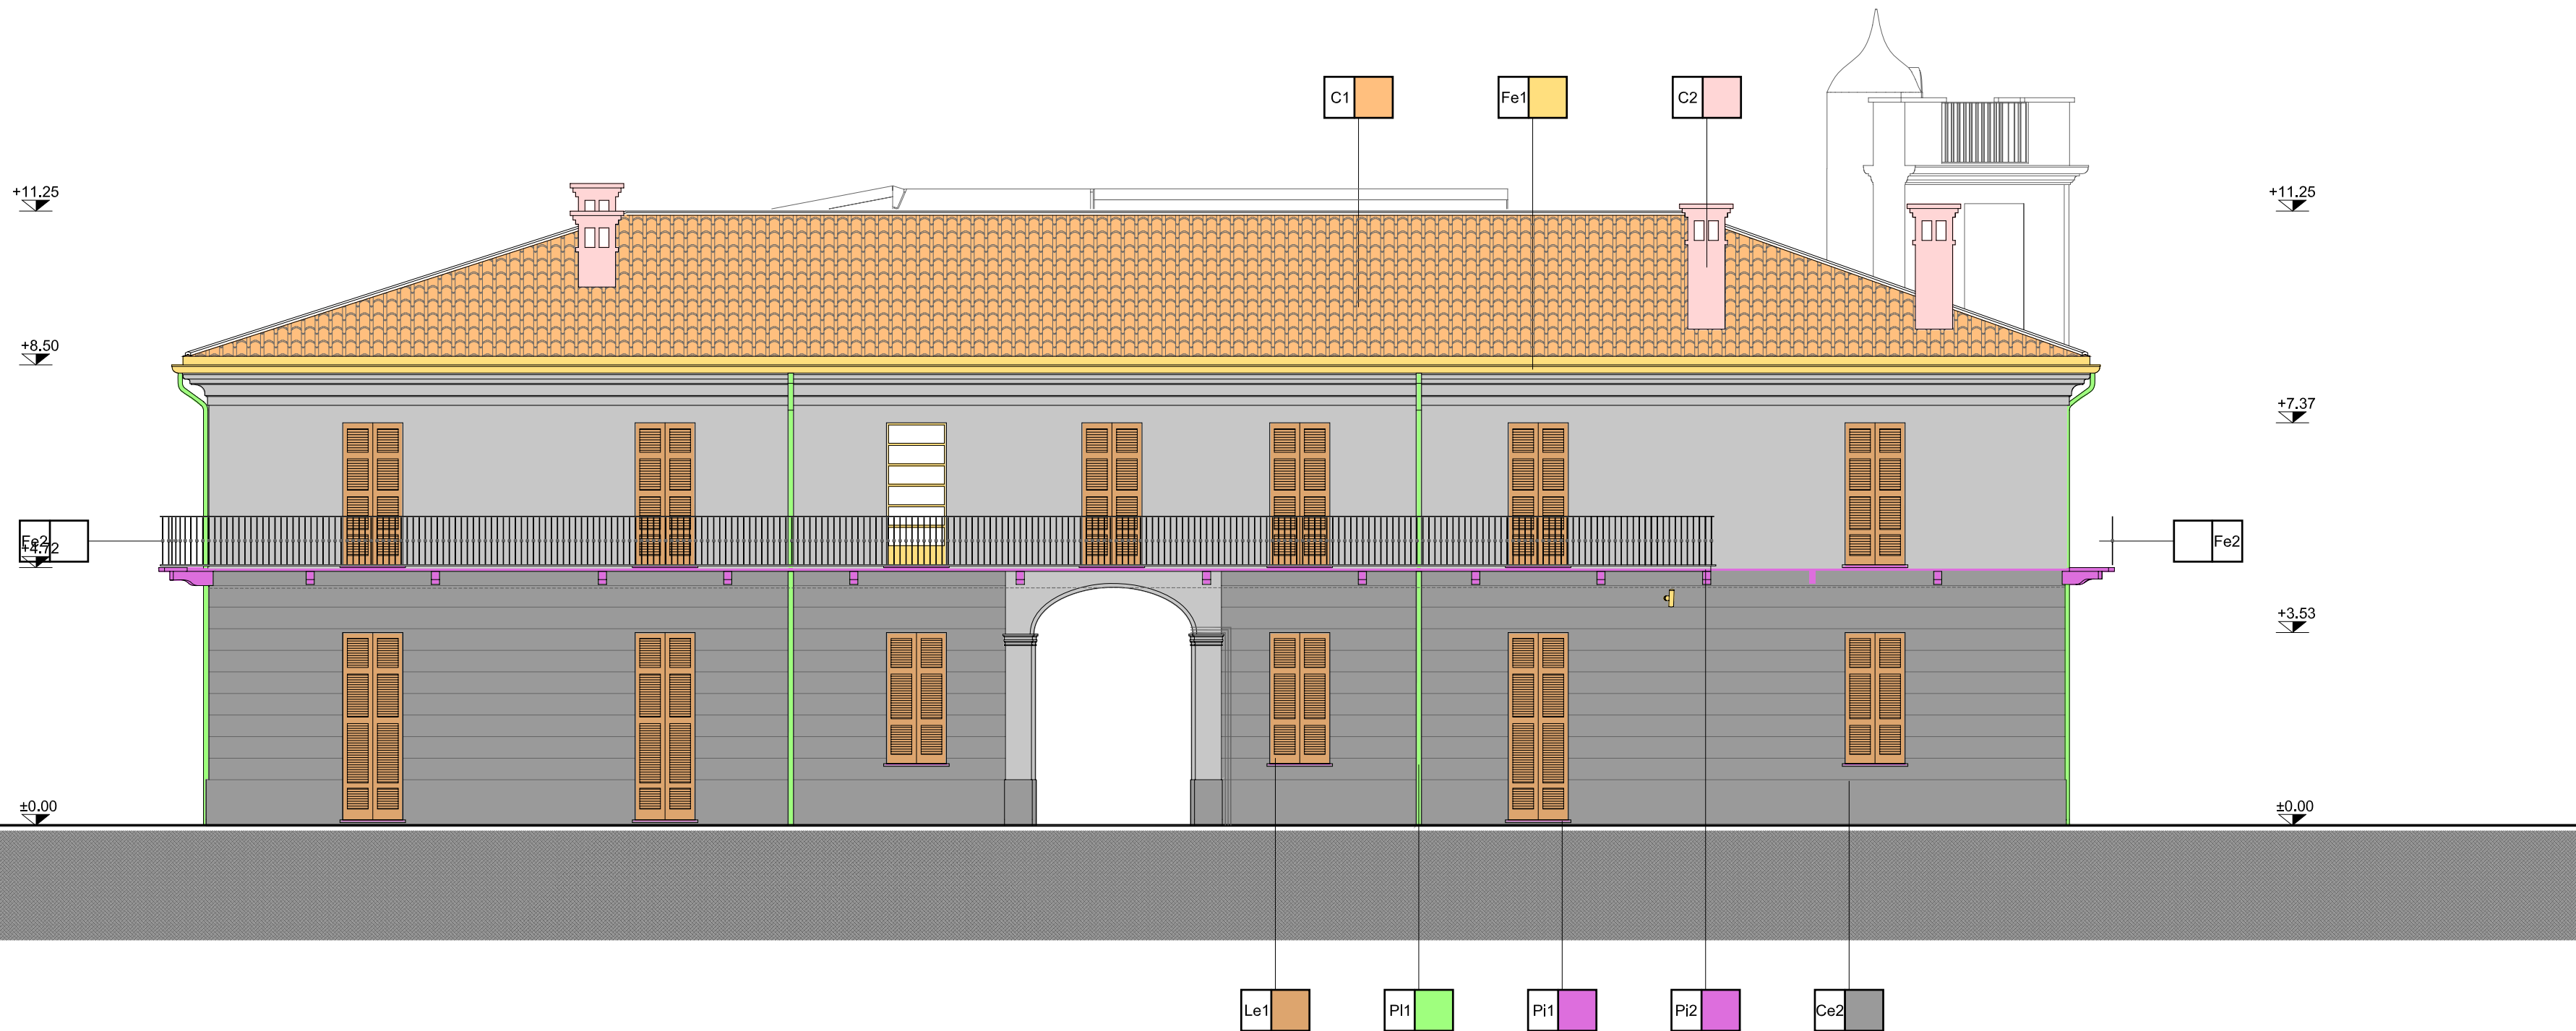 C1 Fe1 C2
+11.25 +11.25
+8.50
+7.37
Fe2 Fe2
+4.72
+3.53
±0.00 ±0.00
Le1 Pl1 Pi1 Pi2 Ce2